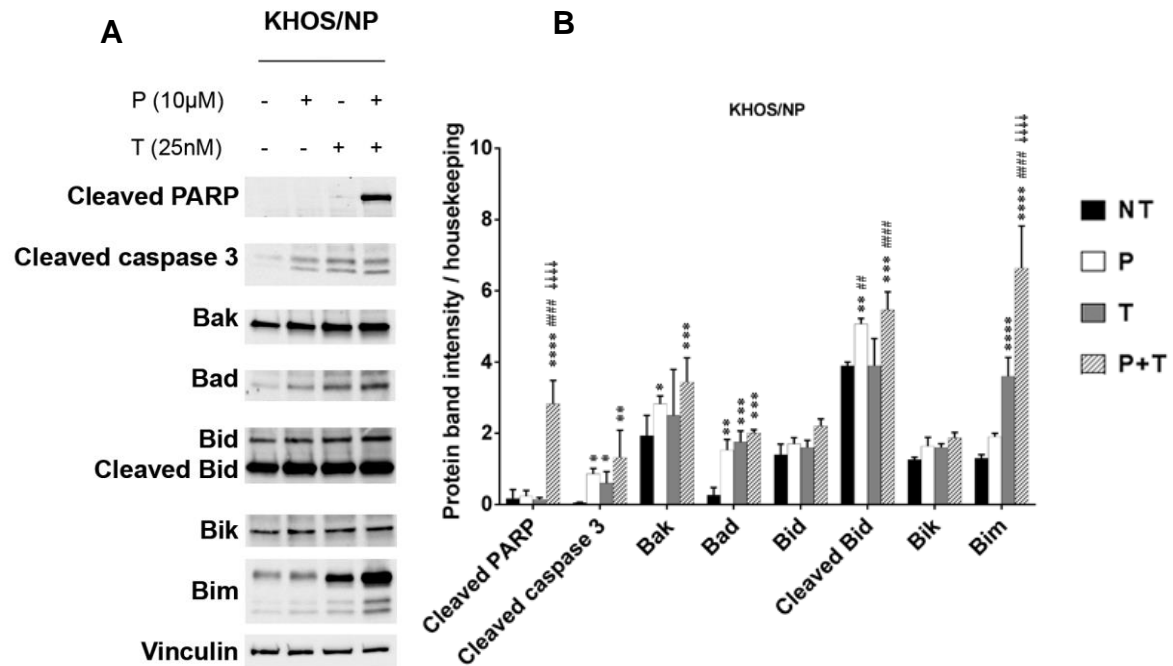 A
KHOS/NP
P (10µM) - + - +
T (25nM) - - + +
Cleaved PARP
Cleaved caspase 3
Bak
Bad
Bid
Cleaved Bid
Bik
Bim
Vinculin
B
KHOS/NP
Protein band intensity / housekeeping
10
8
6
4
2
0
**** #### ‡‡‡‡
*
*
**
*
***
**
***
***
** ##
*** ####
****
**** #### ‡‡‡‡
Cleaved PARP
Cleaved caspase 3
Bak
Bad
Bid
Cleaved Bid
Bik
Bim
NT
P
T
P+T